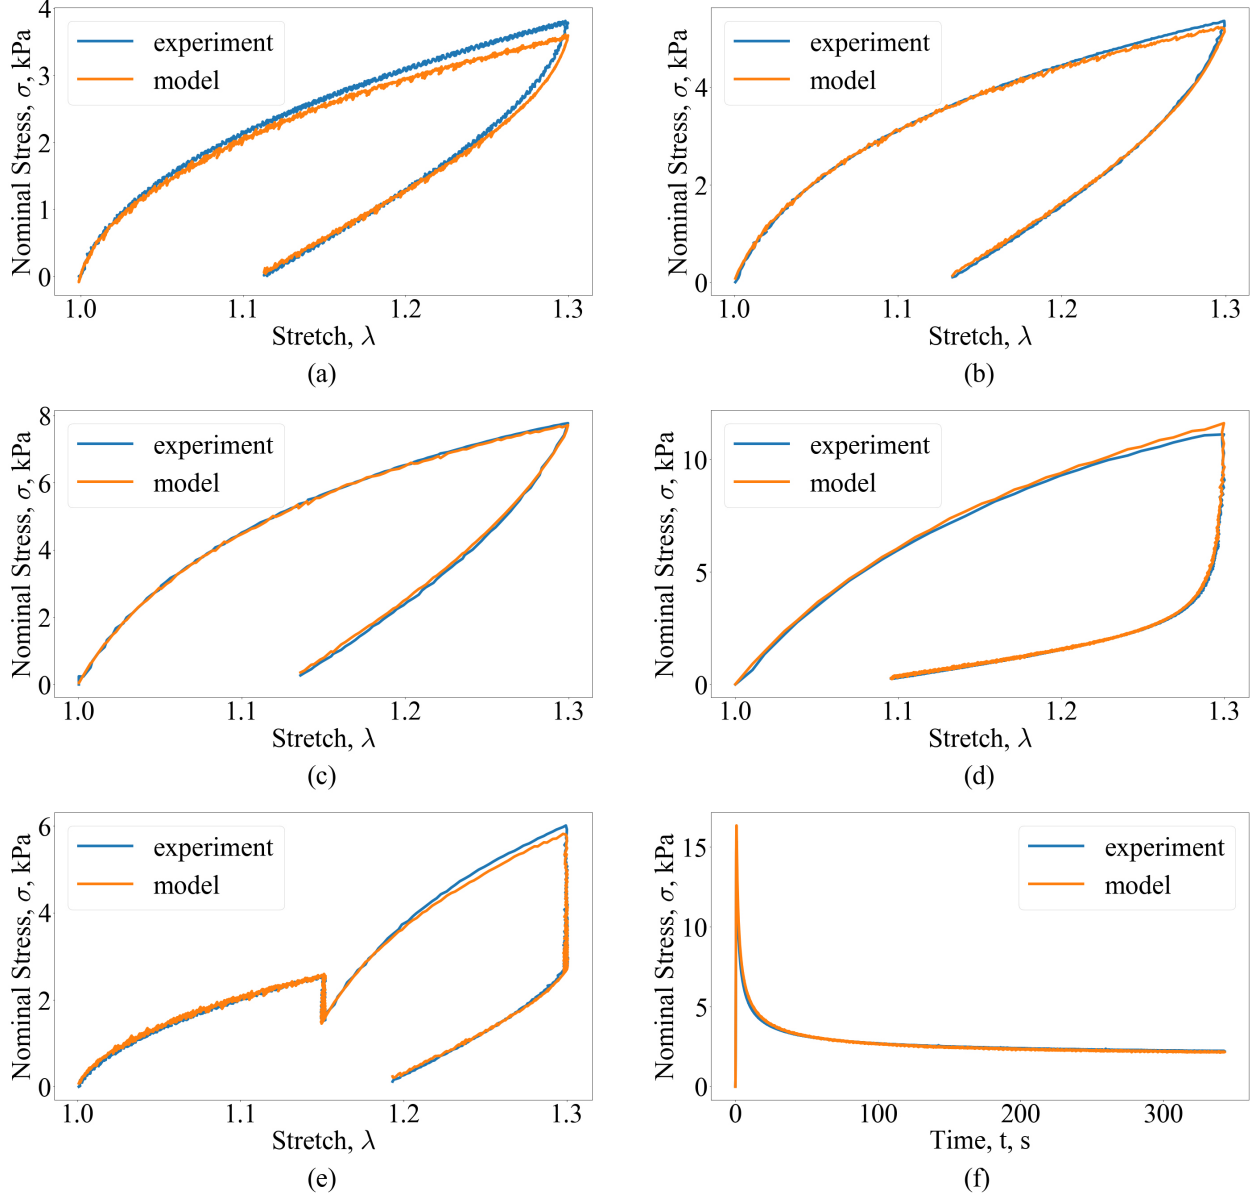 4
3
2
1
0
Nominal Stress, σ, kPa
experiment
model
1.0 1.1 1.2 1.3
Stretch, λ
(a)
4
2
0
Nominal Stress, σ, kPa
experiment
model
1.0 1.1 1.2 1.3
Stretch, λ
(b)
8
6
4
2
0
Nominal Stress, σ, kPa
experiment
model
1.0 1.1 1.2 1.3
Stretch, λ
(c)
10
5
0
Nominal Stress, σ, kPa
experiment
model
1.0 1.1 1.2 1.3
Stretch, λ
(d)
6
4
2
0
Nominal Stress, σ, kPa
experiment
model
1.0 1.1 1.2 1.3
Stretch, λ
(e)
15
10
5
0
Nominal Stress, σ, kPa
experiment
model
0 100 200 300
Time, t, s
(f)